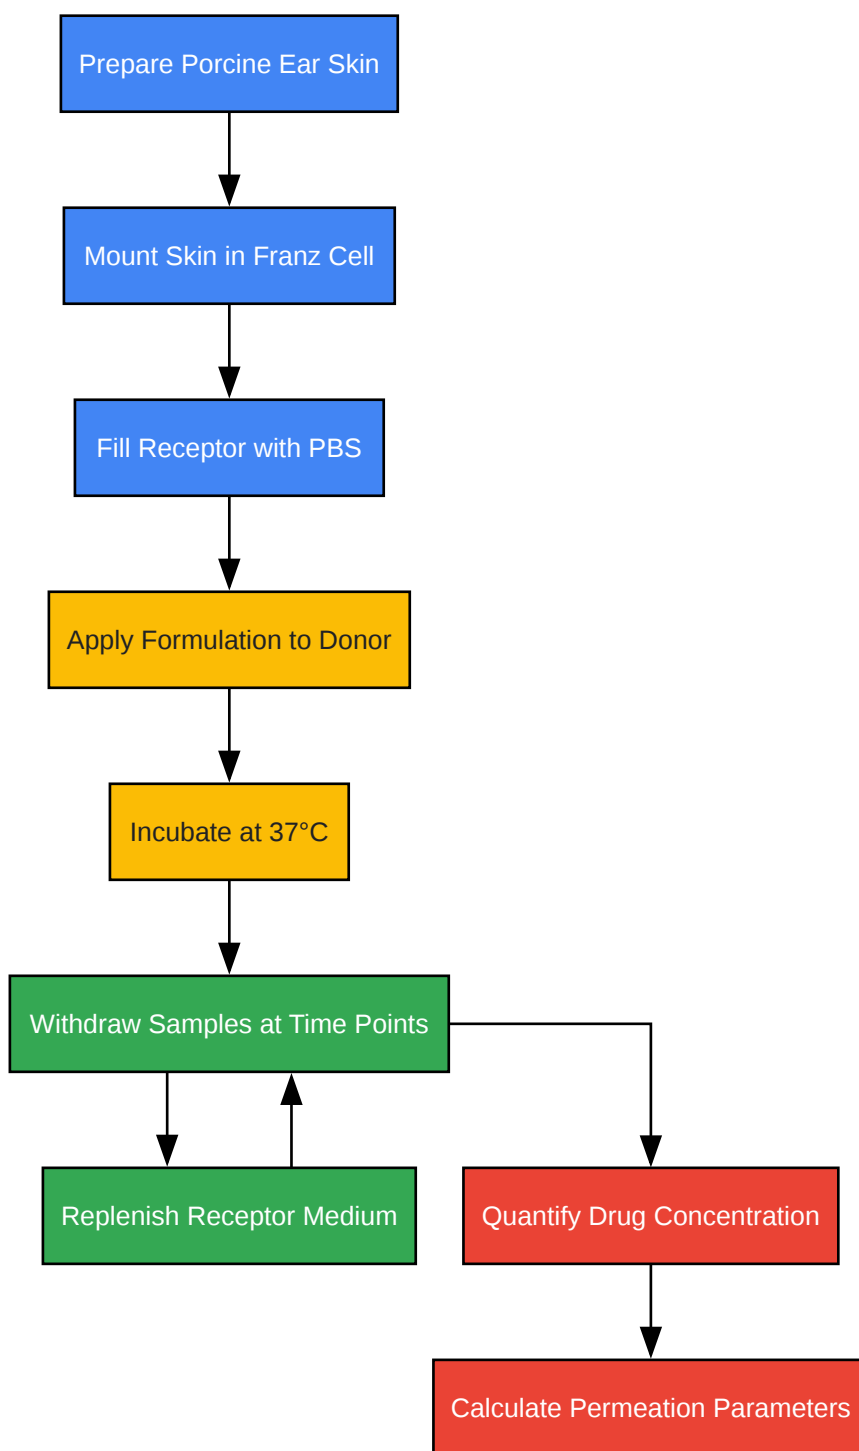 Prepare Porcine Ear Skin
Mount Skin in Franz Cell
Fill Receptor with PBS
Apply Formulation to Donor
Incubate at 37°C
Withdraw Samples at Time Points
Replenish Receptor Medium
Quantify Drug Concentration
Calculate Permeation Parameters